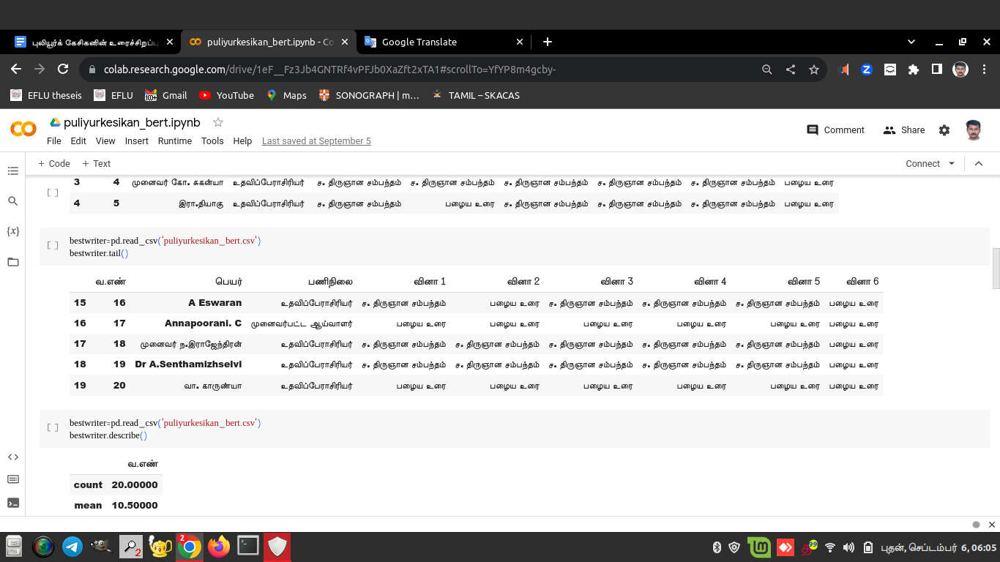 புலியூர்க் கேசிகனின் உரைச்சிறப்பு
puliyurkesikan_bert.ipynb - Co
Google Translate
colab.research.google.com/drive/1eF__Fz3Jb4GNTRf4vPFJb0XaZft2xTA1#scrollTo=YfYP8m4gcby-
EFLU theseis EFLU Gmail YouTube Maps SONOGRAPH | m... TAMIL – SKACAS
puliyurkesikan_bert.ipynb
File Edit View Insert Runtime Tools Help Last saved at September 5
Comment Share
+ Code + Text Connect
3 4 முனைவர் கோ. சுகன்யா உதவிப்பேராசிரியர் ச. திருஞான சம்பந்தம் ச. திருஞான சம்பந்தம் ச. திருஞான சம்பந்தம் ச. திருஞான சம்பந்தம் ச. திருஞான சம்பந்தம் பழைய உரை
[ ]
4 5 இரா.தியாகு உதவிப்பேராசிரியர் ச. திருஞான சம்பந்தம் பழைய உரை ச. திருஞான சம்பந்தம் ச. திருஞான சம்பந்தம் ச. திருஞான சம்பந்தம் பழைய உரை
[ ] bestwriter=pd.read_csv('puliyurkesikan_bert.csv')
bestwriter.tail()
வ.எண் பெயர் பணிநிலை வினா 1 வினா 2 வினா 3 வினா 4 வினா 5 வினா 6
15 16 A Eswaran உதவிப்பேராசிரியர் ச. திருஞான சம்பந்தம் பழைய உரை ச. திருஞான சம்பந்தம் ச. திருஞான சம்பந்தம் ச. திருஞான சம்பந்தம் பழைய உரை
16 17 Annapoorani. C முனைவர்பட்ட ஆய்வாளர் பழைய உரை பழைய உரை பழைய உரை பழைய உரை பழைய உரை பழைய உரை
17 18 முனைவர் ந.இராஜேந்திரன் உதவிப்பேராசிரியர் ச. திருஞான சம்பந்தம் ச. திருஞான சம்பந்தம் ச. திருஞான சம்பந்தம் ச. திருஞான சம்பந்தம் ச. திருஞான சம்பந்தம் பழைய உரை
18 19 Dr A.Senthamizhselvi உதவிப்பேராசிரியர் ச. திருஞான சம்பந்தம் ச. திருஞான சம்பந்தம் ச. திருஞான சம்பந்தம் ச. திருஞான சம்பந்தம் ச. திருஞான சம்பந்தம் பழைய உரை
19 20 வா. காருண்யா உதவிப்பேராசிரியர் பழைய உரை பழைய உரை பழைய உரை பழைய உரை பழைய உரை பழைய உரை
[ ] bestwriter=pd.read_csv('puliyurkesikan_bert.csv')
bestwriter.describe()
வ.எண்
count 20.00000
mean 10.50000
புதன், செப்டம்பர் 6, 06:05